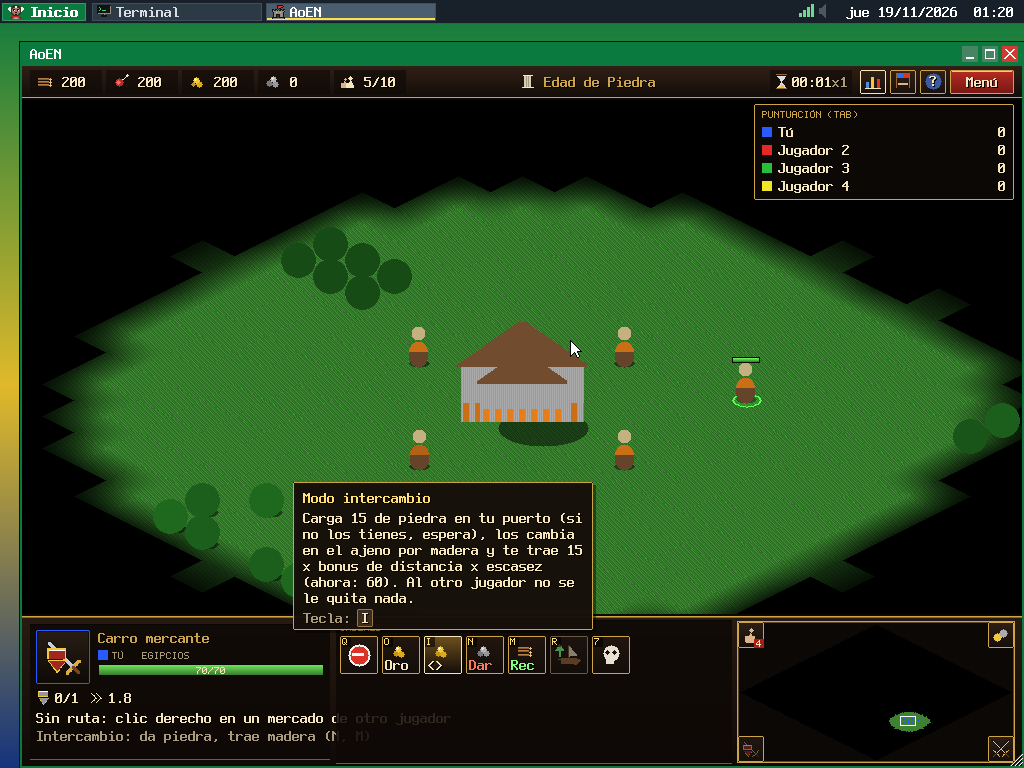 Inicio
Terminal
AoEN
jue 19/11/2026 01:20
AoEN
200
200
200
0
5/10
Edad de Piedra
00:01x1
?
Menú
PUNTUACIÓN (TAB)
Tú 0
Jugador 2 0
Jugador 3 0
Jugador 4 0
Modo intercambio
Carga 15 de piedra en tu puerto (si
no los tienes, espera), los cambia
en el ajeno por madera y te trae 15
x bonus de distancia x escasez
(ahora: 60). Al otro jugador no se
le quita nada.
Tecla: I
Carro mercante
TÚ EGIPCIOS
70/70
0/1 1.8
Sin ruta: clic derecho en un mercado de otro jugador
Intercambio: da piedra, trae madera (N, M)
Q
O
Oro
I
<>
N
Dar
M
Rec
R
7
4